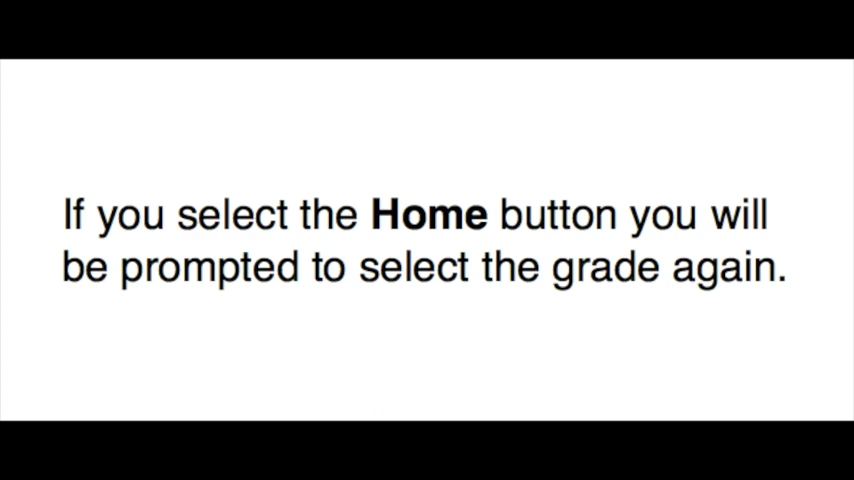 If you select the Home button you will
be prompted to select the grade again.